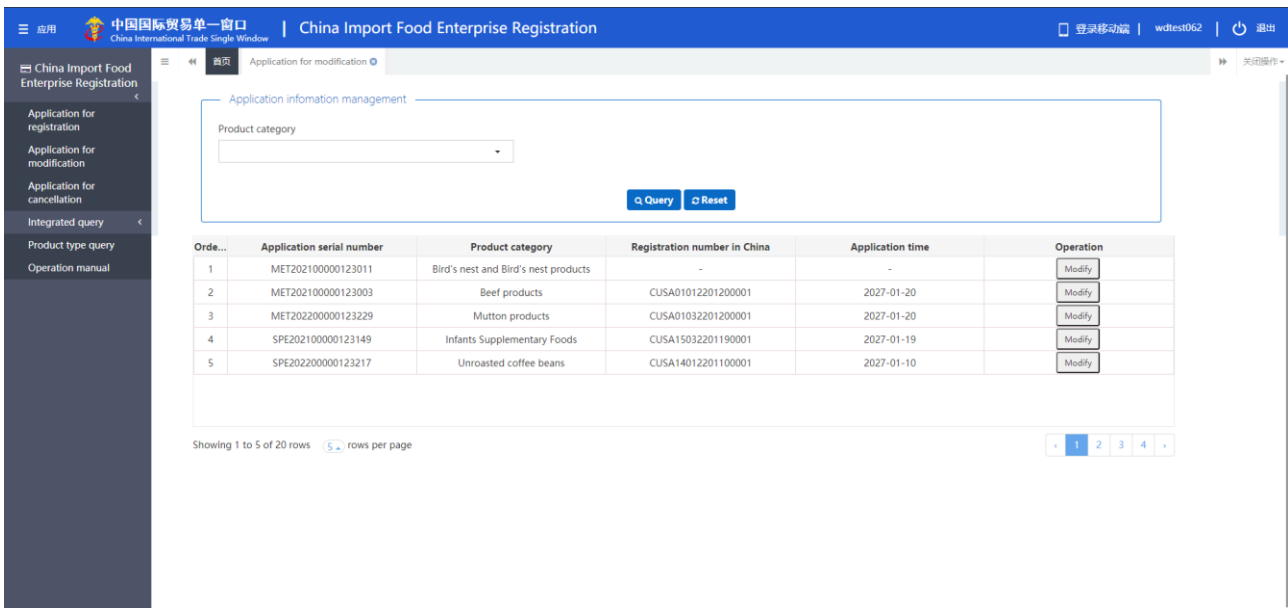 应用
中国国际贸易单一窗口
China International Trade Single Window
| China Import Food Enterprise Registration
登录移动端 | wdtest062 | 退出
China Import Food
Enterprise Registration
Application for
registration
Application for
modification
Application for
cancellation
Integrated query
Product type query
Operation manual
首页 Application for modification
关闭操作
Application infomation management
Product category
Query Reset
Orde... Application serial number Product category Registration number in China Application time Operation
1 MET202100000123011 Bird's nest and Bird's nest products - - Modify
2 MET202100000123003 Beef products CUSA01012201200001 2027-01-20 Modify
3 MET202200000123229 Mutton products CUSA01032201200001 2027-01-20 Modify
4 SPE202100000123149 Infants Supplementary Foods CUSA15032201190001 2027-01-19 Modify
5 SPE202200000123217 Unroasted coffee beans CUSA14012201100001 2027-01-10 Modify
Showing 1 to 5 of 20 rows 5 rows per page
‹ 1 2 3 4 ›